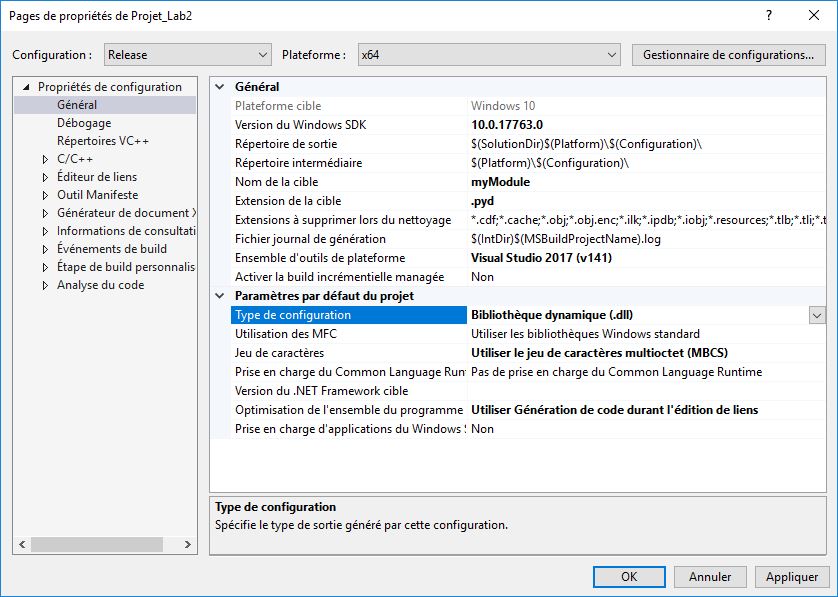 Pages de propriétés de Projet_Lab2
Configuration : Release Plateforme : x64 Gestionnaire de configurations...
Propriétés de configuration
Général
Débogage
Répertoires VC++
C/C++
Éditeur de liens
Outil Manifeste
Générateur de document X
Informations de consultati
Événements de build
Étape de build personnalis
Analyse du code
Général
Plateforme cible Windows 10
Version du Windows SDK 10.0.17763.0
Répertoire de sortie $(SolutionDir)$(Platform)\$(Configuration)\
Répertoire intermédiaire $(Platform)\$(Configuration)\
Nom de la cible myModule
Extension de la cible .pyd
Extensions à supprimer lors du nettoyage *.cdf;*.cache;*.obj;*.obj.enc;*.ilk;*.ipdb;*.iobj;*.resources;*.tlb;*.tli;*.t
Fichier journal de génération $(IntDir)$(MSBuildProjectName).log
Ensemble d'outils de plateforme Visual Studio 2017 (v141)
Activer la build incrémentielle managée Non
Paramètres par défaut du projet
Type de configuration Bibliothèque dynamique (.dll)
Utilisation des MFC Utiliser les bibliothèques Windows standard
Jeu de caractères Utiliser le jeu de caractères multioctet (MBCS)
Prise en charge du Common Language Run Pas de prise en charge du Common Language Runtime
Version du .NET Framework cible
Optimisation de l'ensemble du programme Utiliser Génération de code durant l'édition de liens
Prise en charge d'applications du Windows S Non
Type de configuration
Spécifie le type de sortie généré par cette configuration.
OK Annuler Appliquer